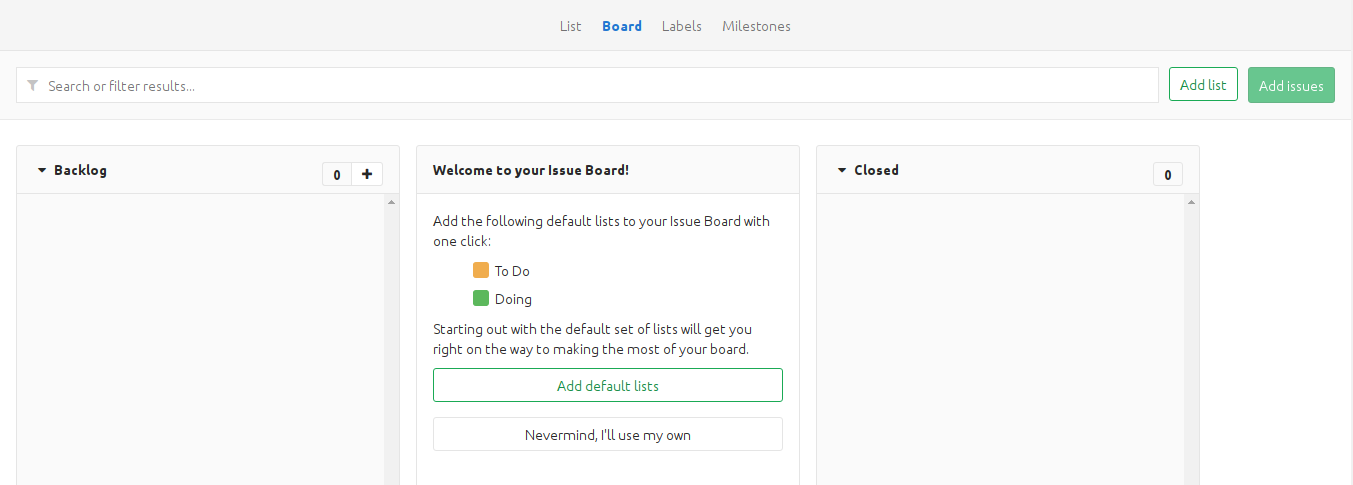 List Board Labels Milestones
Search or filter results... Add list Add issues
Backlog 0 +
Welcome to your Issue Board!
Add the following default lists to your Issue Board with
one click:
To Do
Doing
Starting out with the default set of lists will get you
right on the way to making the most of your board.
Add default lists
Nevermind, I'll use my own
Closed 0